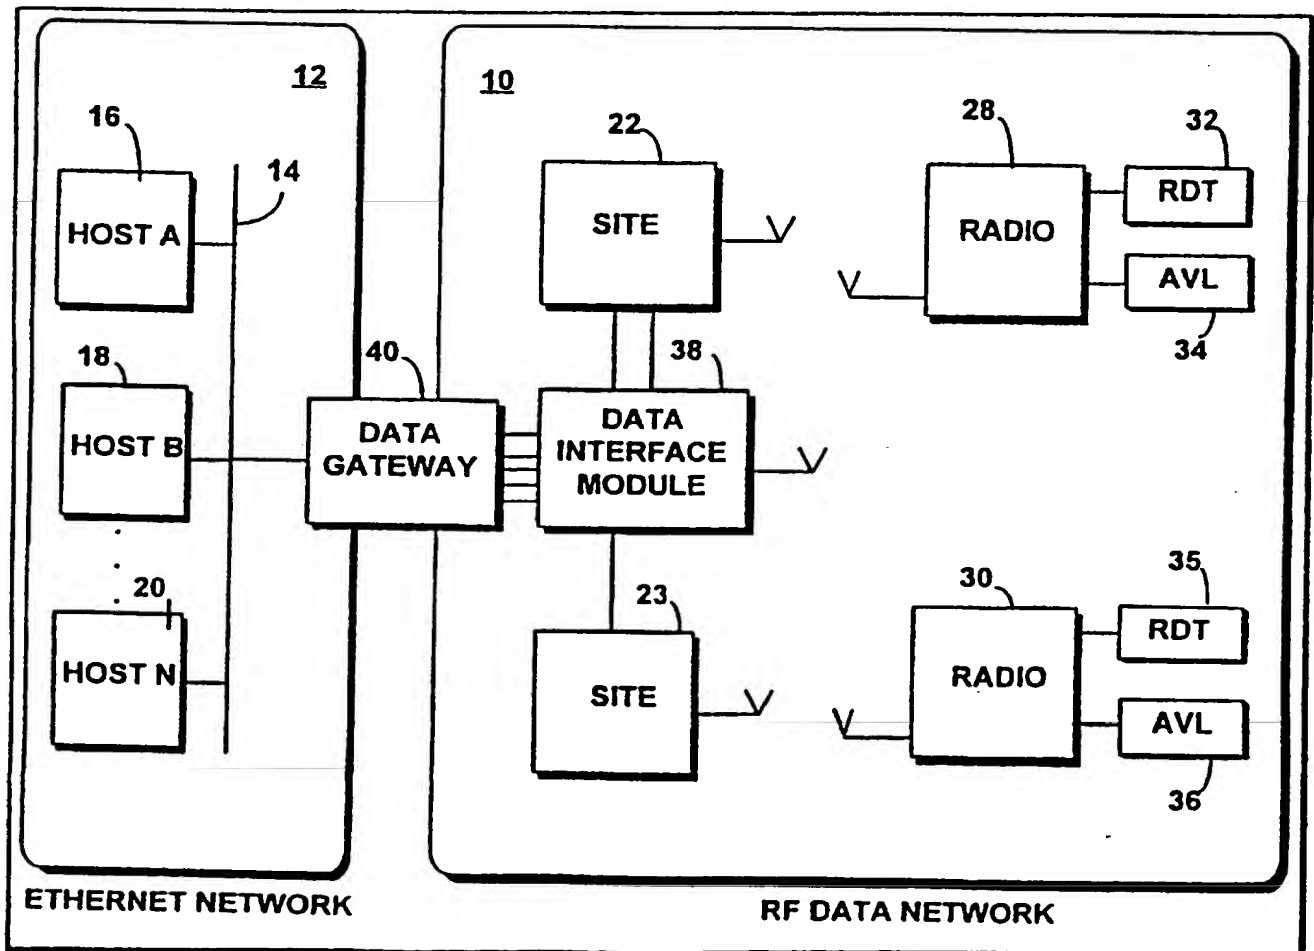 12
10
16
14
22
28
32
HOST A
SITE
RADIO
RDT
AVL
34
18
40
38
HOST B
DATA
GATEWAY
DATA
INTERFACE
MODULE
20
23
30
35
HOST N
SITE
RADIO
RDT
AVL
36
ETHERNET NETWORK
RF DATA NETWORK